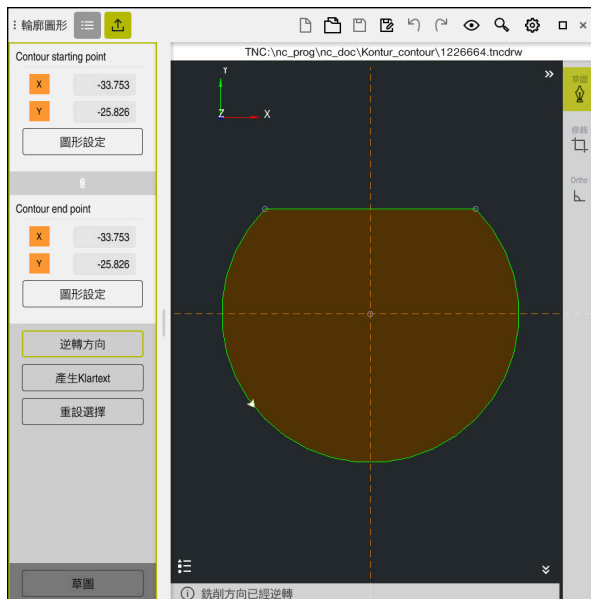 輪廓圖形
TNC:\nc_prog\nc_doc\Kontur_contour\1226664.tncdrw
Contour starting point
X -33.753
Y -25.826
圖形設定
Contour end point
X -33.753
Y -25.826
圖形設定
逆轉方向
產生Klartext
重設選擇
草圖
Y
Z X
草圖
修飾
Ortho
銑削方向已經逆轉